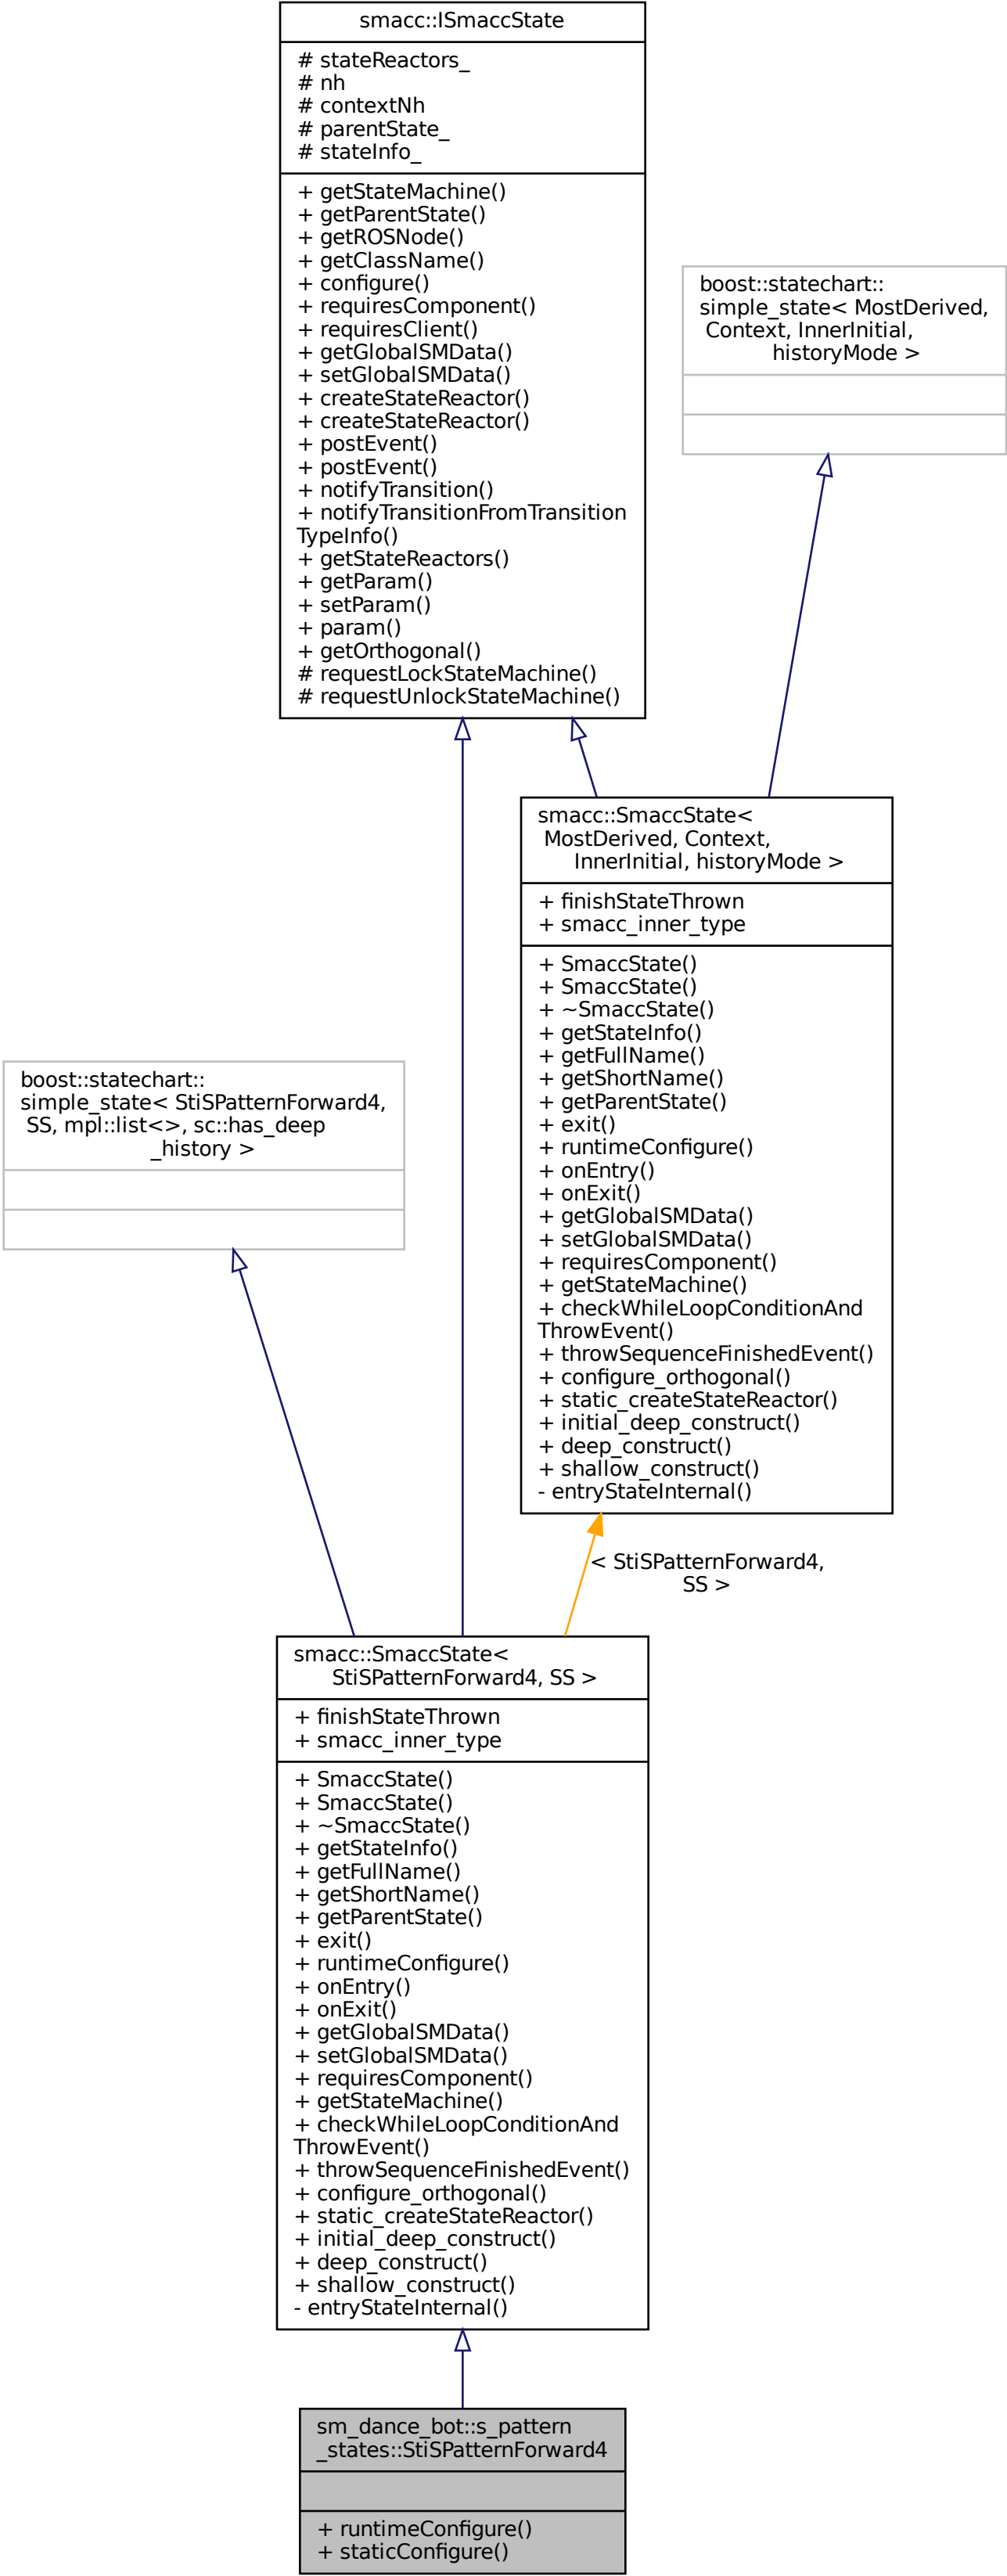 smacc::ISmaccState
# stateReactors_
# nh
# contextNh
# parentState_
# stateInfo_
+ getStateMachine()
+ getParentState()
+ getROSNode()
+ getClassName()
+ configure()
+ requiresComponent()
+ requiresClient()
+ getGlobalSMData()
+ setGlobalSMData()
+ createStateReactor()
+ createStateReactor()
+ postEvent()
+ postEvent()
+ notifyTransition()
+ notifyTransitionFromTransition
TypeInfo()
+ getStateReactors()
+ getParam()
+ setParam()
+ param()
+ getOrthogonal()
# requestLockStateMachine()
# requestUnlockStateMachine()
boost::statechart::
simple_state< MostDerived,
Context, InnerInitial,
historyMode >
smacc::SmaccState<
MostDerived, Context,
InnerInitial, historyMode >
+ finishStateThrown
+ smacc_inner_type
+ SmaccState()
+ SmaccState()
+ ~SmaccState()
+ getStateInfo()
+ getFullName()
+ getShortName()
+ getParentState()
+ exit()
+ runtimeConfigure()
+ onEntry()
+ onExit()
+ getGlobalSMData()
+ setGlobalSMData()
+ requiresComponent()
+ getStateMachine()
+ checkWhileLoopConditionAnd
ThrowEvent()
+ throwSequenceFinishedEvent()
+ configure_orthogonal()
+ static_createStateReactor()
+ initial_deep_construct()
+ deep_construct()
+ shallow_construct()
- entryStateInternal()
boost::statechart::
simple_state< StiSPatternForward4,
SS, mpl::list<>, sc::has_deep
_history >
< StiSPatternForward4,
SS >
smacc::SmaccState<
StiSPatternForward4, SS >
+ finishStateThrown
+ smacc_inner_type
+ SmaccState()
+ SmaccState()
+ ~SmaccState()
+ getStateInfo()
+ getFullName()
+ getShortName()
+ getParentState()
+ exit()
+ runtimeConfigure()
+ onEntry()
+ onExit()
+ getGlobalSMData()
+ setGlobalSMData()
+ requiresComponent()
+ getStateMachine()
+ checkWhileLoopConditionAnd
ThrowEvent()
+ throwSequenceFinishedEvent()
+ configure_orthogonal()
+ static_createStateReactor()
+ initial_deep_construct()
+ deep_construct()
+ shallow_construct()
- entryStateInternal()
sm_dance_bot::s_pattern
_states::StiSPatternForward4
+ runtimeConfigure()
+ staticConfigure()